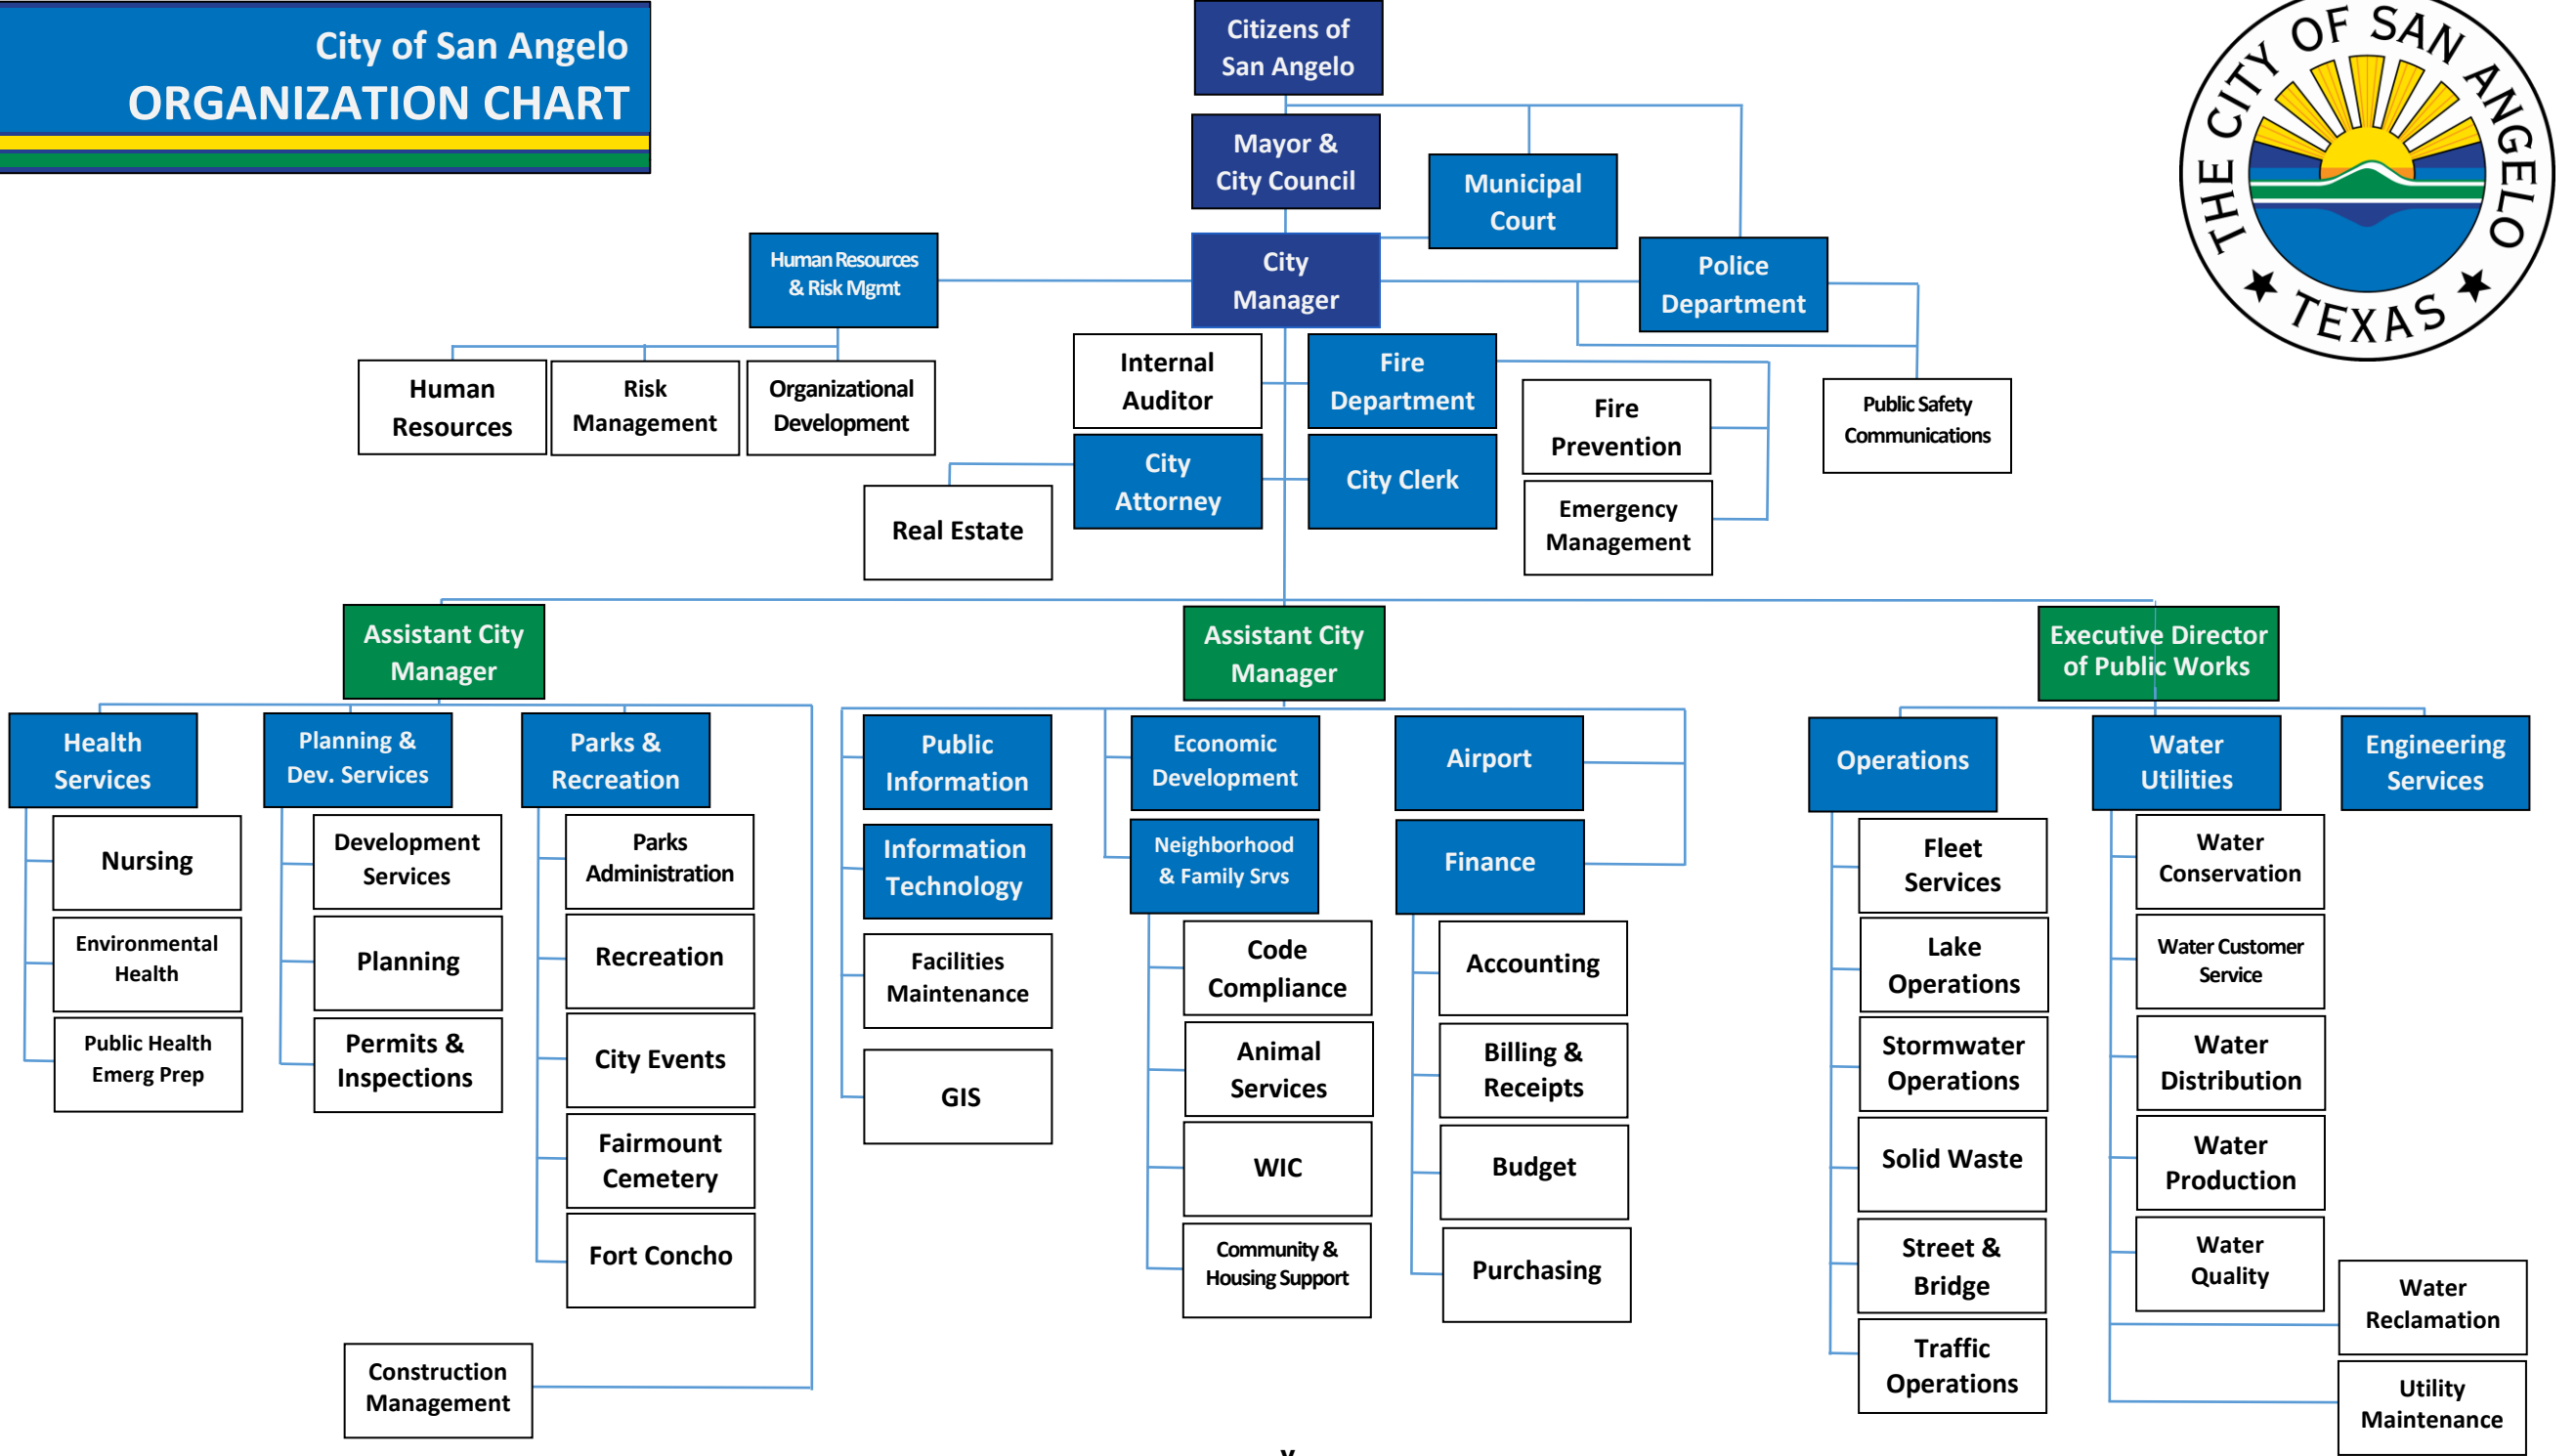 City of San Angelo
ORGANIZATION CHART
Citizens of
San Angelo
THE CITY OF SAN ANGELO
TEXAS
Mayor &
City Council
Municipal
Court
Human Resources
& Risk Mgmt
City
Manager
Police
Department
Human
Resources
Risk
Management
Organizational
Development
Internal
Auditor
Fire
Department
Fire
Prevention
Public Safety
Communications
City
Attorney
City Clerk
Real Estate
Emergency
Management
Assistant City
Manager
Assistant City
Manager
Executive Director
of Public Works
Health
Services
Nursing
Environmental
Health
Public Health
Emerg Prep
Planning &
Dev. Services
Development
Services
Planning
Permits &
Inspections
Parks &
Recreation
Parks
Administration
Recreation
City Events
Fairmount
Cemetery
Fort Concho
Construction
Management
Public
Information
Information
Technology
Facilities
Maintenance
GIS
Economic
Development
Neighborhood
& Family Srvs
Code
Compliance
Animal
Services
WIC
Community &
Housing Support
Airport
Finance
Accounting
Billing &
Receipts
Budget
Purchasing
Operations
Fleet
Services
Lake
Operations
Stormwater
Operations
Solid Waste
Street &
Bridge
Traffic
Operations
Water
Utilities
Water
Conservation
Water Customer
Service
Water
Distribution
Water
Production
Water
Quality
Water
Reclamation
Utility
Maintenance
Engineering
Services